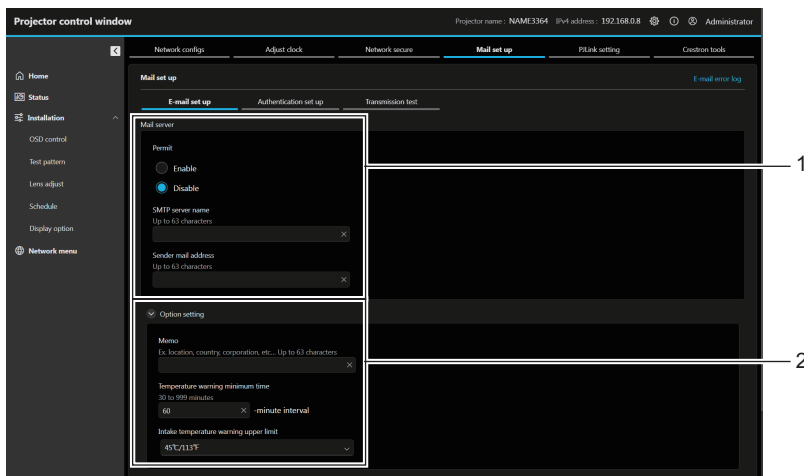 Projector control window
Projector name : NAME3364 IPv4 address : 192.168.0.8 Administrator
Network configs Adjust clock Network secure Mail set up PJLink setting Crestron tools
Home
Status
Installation
OSD control
Test pattern
Lens adjust
Schedule
Display option
Network menu
Mail set up E-mail error log
E-mail set up Authentication set up Transmission test
Mail server
Permit
Enable
Disable
SMTP server name
Up to 63 characters
Sender mail address
Up to 63 characters
1
Option setting
Memo
Ex. location, country, corporation, etc... Up to 63 characters
Temperature warning minimum time
30 to 999 minutes
60 -minute interval
Intake temperature warning upper limit
45℃/113℉
2